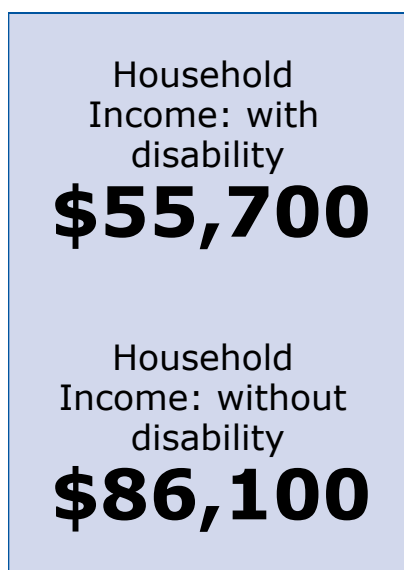 Household
Income: with
disability
$55,700
Household
Income: without
disability
$86,100